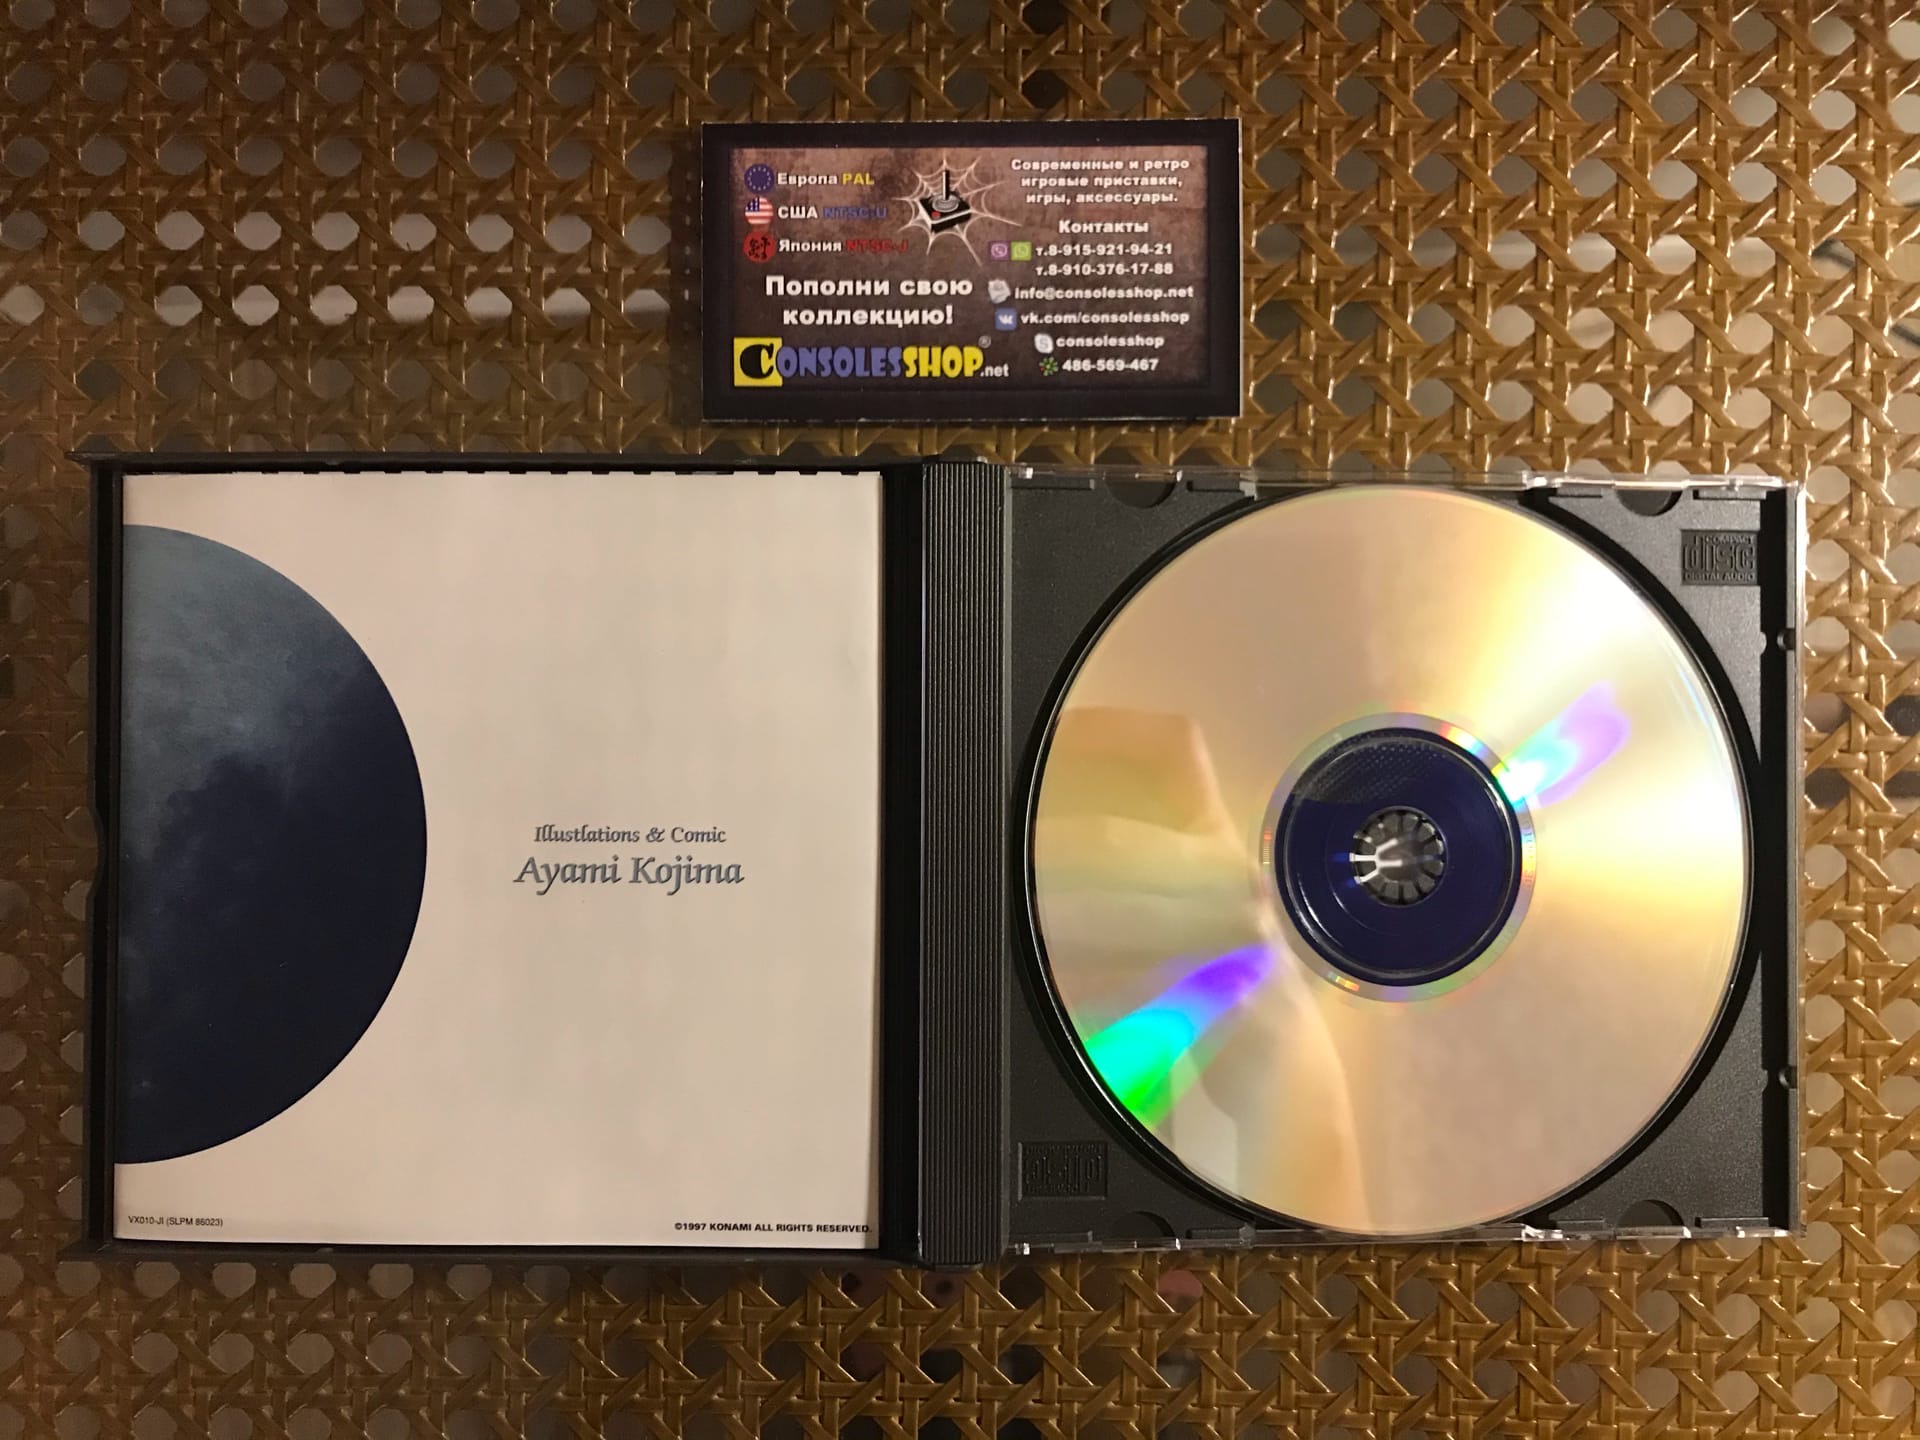 Европа PAL
США NTSC-U
Япония NTSC-J
Пополни свою
коллекцию!
CONSOLESSHOP.net
®
Современные и ретро
игровые приставки,
игры, аксессуары.
Контакты
т.8-915-921-94-21
т.8-910-376-17-88
info@consolesshop.net
vk.com/consolesshop
consolesshop
486-569-467
Illustlations & Comic
Ayami Kojima
VX010-JI (SLPM 86023)
©1997 KONAMI ALL RIGHTS RESERVED.
COMPACT
disc
DIGITAL AUDIO